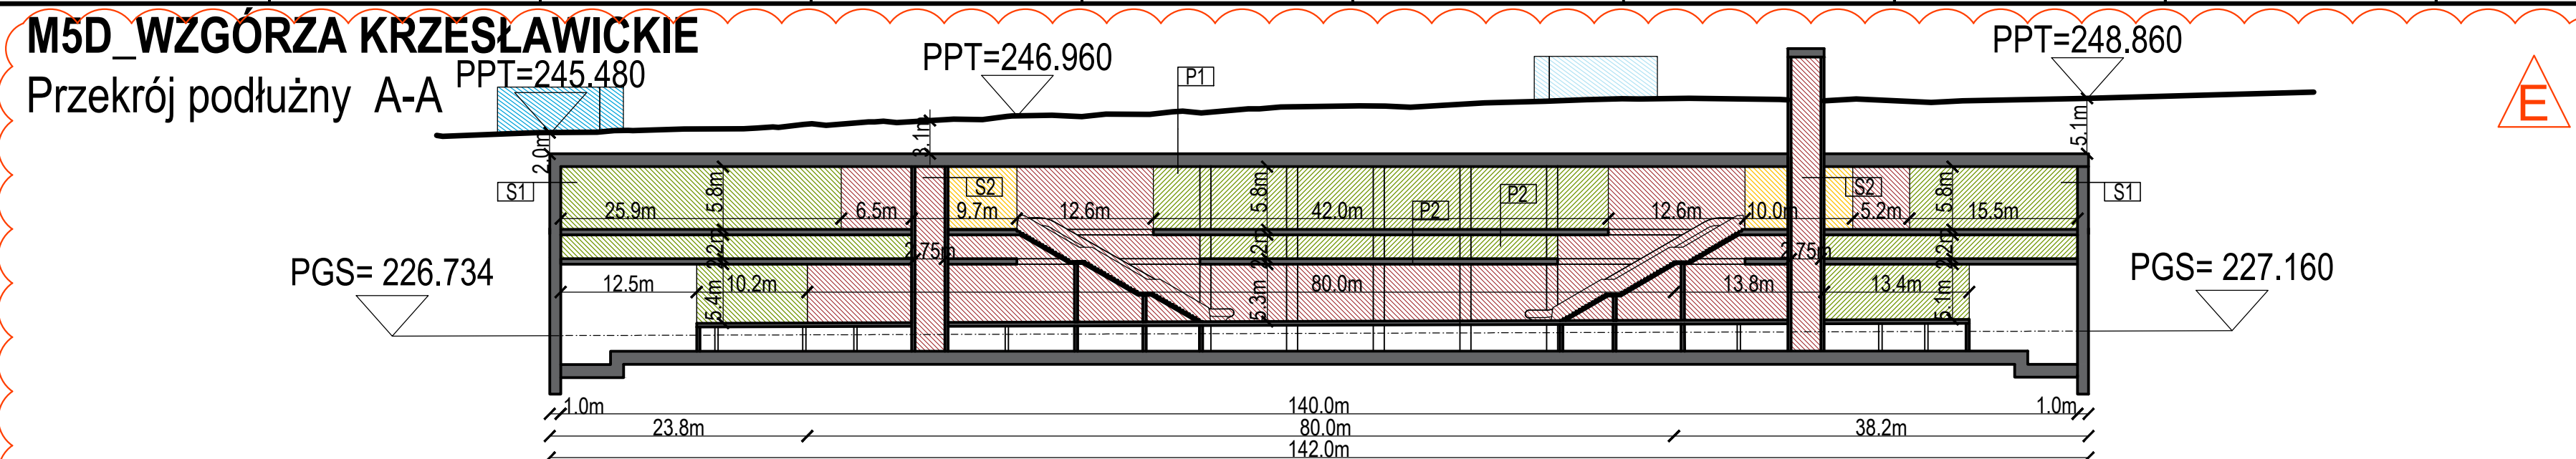 M5D_WZGÓRZA KRZESŁAWICKIE
Przekrój podłużny A-A
PPT=245.480
PPT=246.960
PPT=248.860
P1
E
2.0m
3.1m
5.1m
S1
S2
P2
P2
S2
S1
5.8m
5.8m
5.8m
25.9m
6.5m
9.7m
12.6m
42.0m
12.6m
10.0m
5.2m
15.5m
2.2m
2.75m
2.2m
2.75m
2.2m
PGS= 226.734
PGS= 227.160
12.5m
10.2m
80.0m
13.8m
13.4m
5.4m
5.3m
5.1m
1.0m
140.0m
1.0m
23.8m
80.0m
38.2m
142.0m